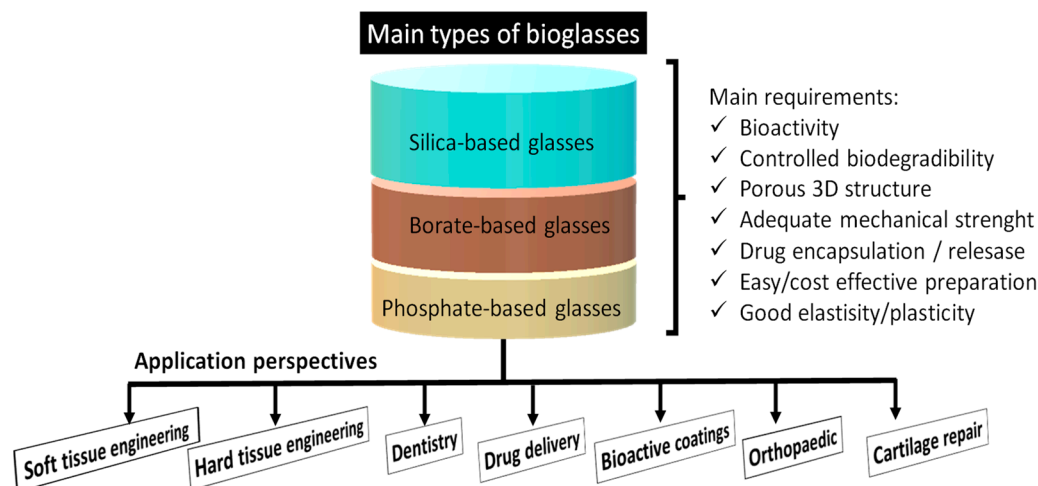 Main types of bioglasses
Silica-based glasses
Borate-based glasses
Phosphate-based glasses
Main requirements:
✓ Bioactivity
✓ Controlled biodegradibility
✓ Porous 3D structure
✓ Adequate mechanical strenght
✓ Drug encapsulation / relesase
✓ Easy/cost effective preparation
✓ Good elastisity/plasticity
Application perspectives
Soft tissue engineering
Hard tissue engineering
Dentistry
Drug delivery
Bioactive coatings
Orthopaedic
Cartilage repair